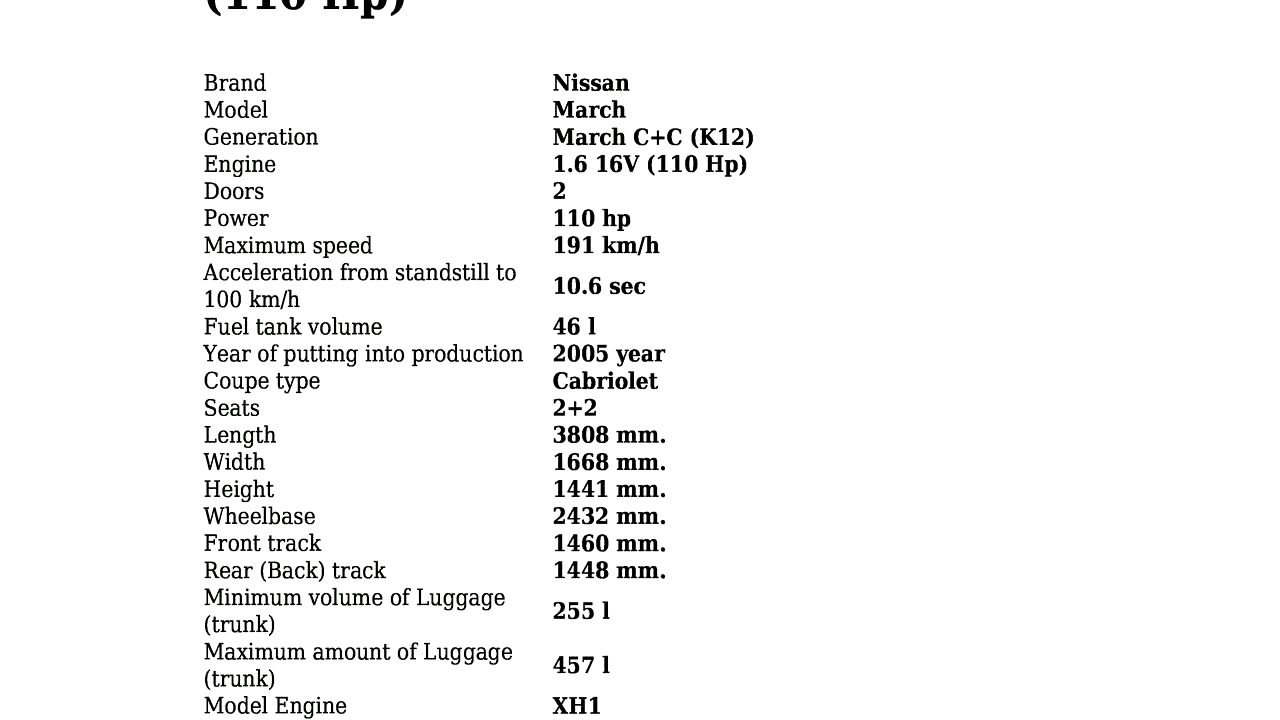 (110 Hp)
Brand Nissan
Model March
Generation March C+C (K12)
Engine 1.6 16V (110 Hp)
Doors 2
Power 110 hp
Maximum speed 191 km/h
Acceleration from standstill to
100 km/h 10.6 sec
Fuel tank volume 46 l
Year of putting into production 2005 year
Coupe type Cabriolet
Seats 2+2
Length 3808 mm.
Width 1668 mm.
Height 1441 mm.
Wheelbase 2432 mm.
Front track 1460 mm.
Rear (Back) track 1448 mm.
Minimum volume of Luggage
(trunk) 255 l
Maximum amount of Luggage
(trunk) 457 l
Model Engine XH1